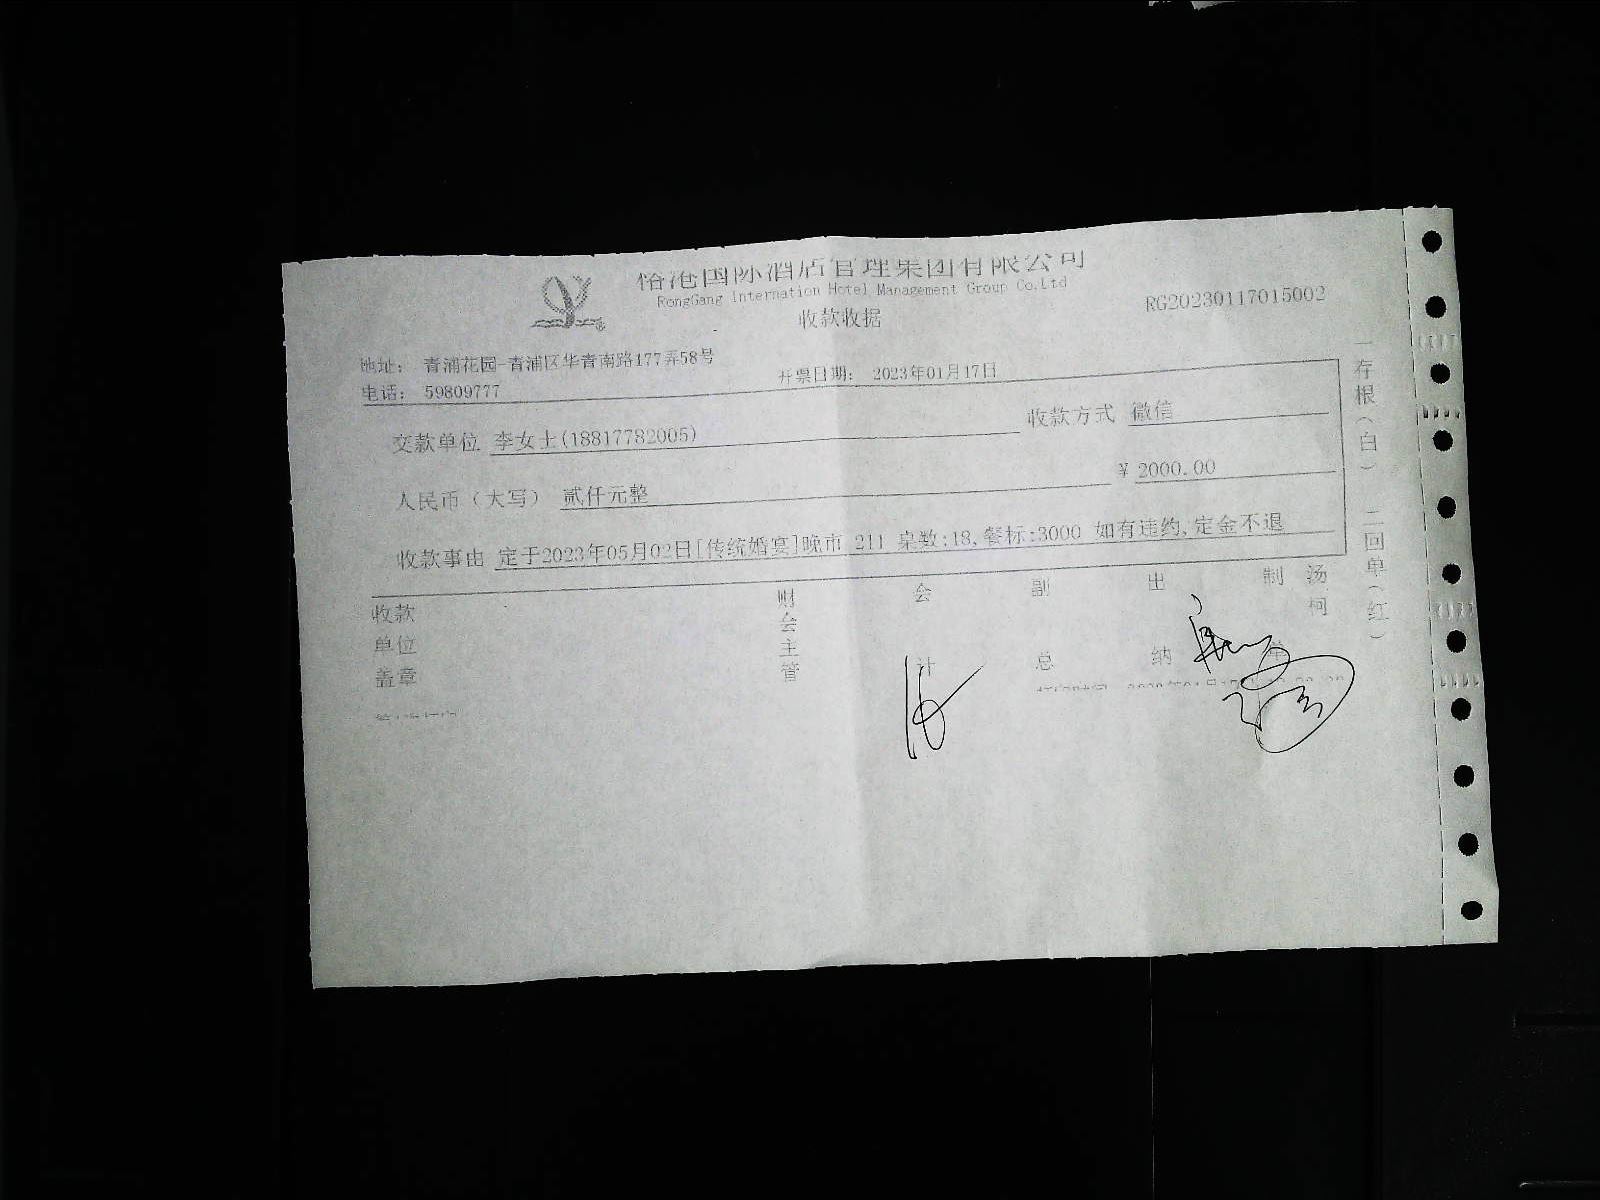 国际酒店管理集团有限公司
RongGang Internation Hotel Management Group Co,Ltd
RG20230117015002
收款收据
地址： 青浦花园-青浦区华青南路177弄58号
电话： 59809777
开票日期： 2023年01月17日
交款单位 李女士(18817782005)
收款方式 微信
人民币（大写） 贰仟元整
￥ 2000.00
收款事由 定于2023年05月02日[传统婚宴]晚市 211 桌数:18,餐标:3000 如有违约,定金不退
收款单位盖章
财会主管
会计
副总
出纳
制单
汤柯
一存根（白） 二回单（红）